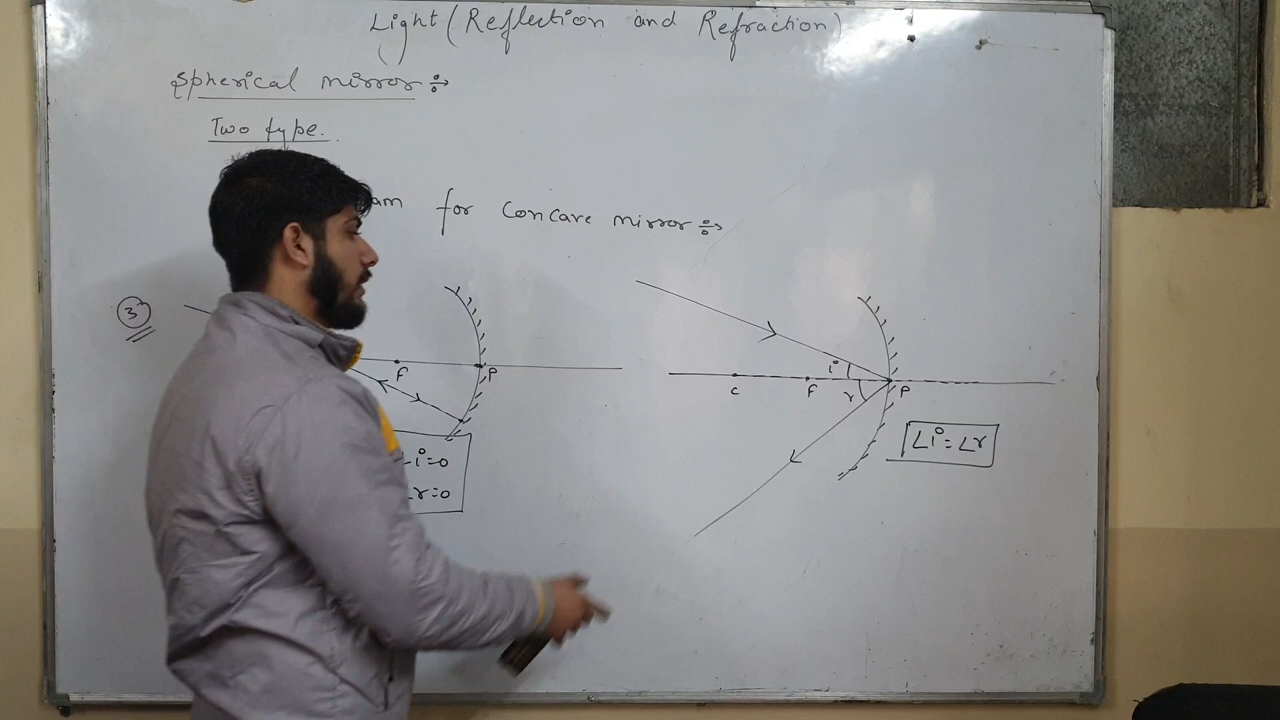 Light (Reflection and Refraction)
Spherical mirror :→
Two type.
am for Concave mirror :→
3
F
P
i=0
∠r=0
i
r
C
F
P
∠i=∠r